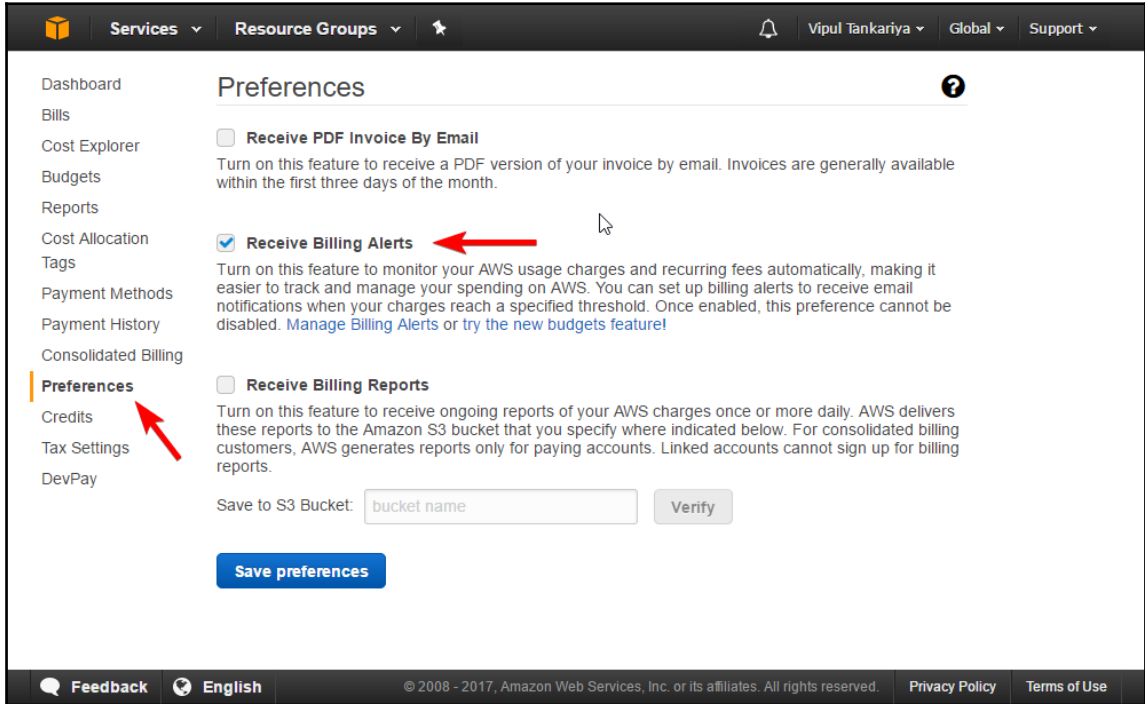 Services Resource Groups Vipul Tankariya Global Support
Dashboard
Bills
Cost Explorer
Budgets
Reports
Cost Allocation
Tags
Payment Methods
Payment History
Consolidated Billing
Preferences
Credits
Tax Settings
DevPay
Preferences
Receive PDF Invoice By Email
Turn on this feature to receive a PDF version of your invoice by email. Invoices are generally available
within the first three days of the month.
Receive Billing Alerts
Turn on this feature to monitor your AWS usage charges and recurring fees automatically, making it
easier to track and manage your spending on AWS. You can set up billing alerts to receive email
notifications when your charges reach a specified threshold. Once enabled, this preference cannot be
disabled. Manage Billing Alerts or try the new budgets feature!
Receive Billing Reports
Turn on this feature to receive ongoing reports of your AWS charges once or more daily. AWS delivers
these reports to the Amazon S3 bucket that you specify where indicated below. For consolidated billing
customers, AWS generates reports only for paying accounts. Linked accounts cannot sign up for billing
reports.
Save to S3 Bucket: bucket name Verify
Save preferences
Feedback English © 2008 - 2017, Amazon Web Services, Inc. or its affiliates. All rights reserved. Privacy Policy Terms of Use